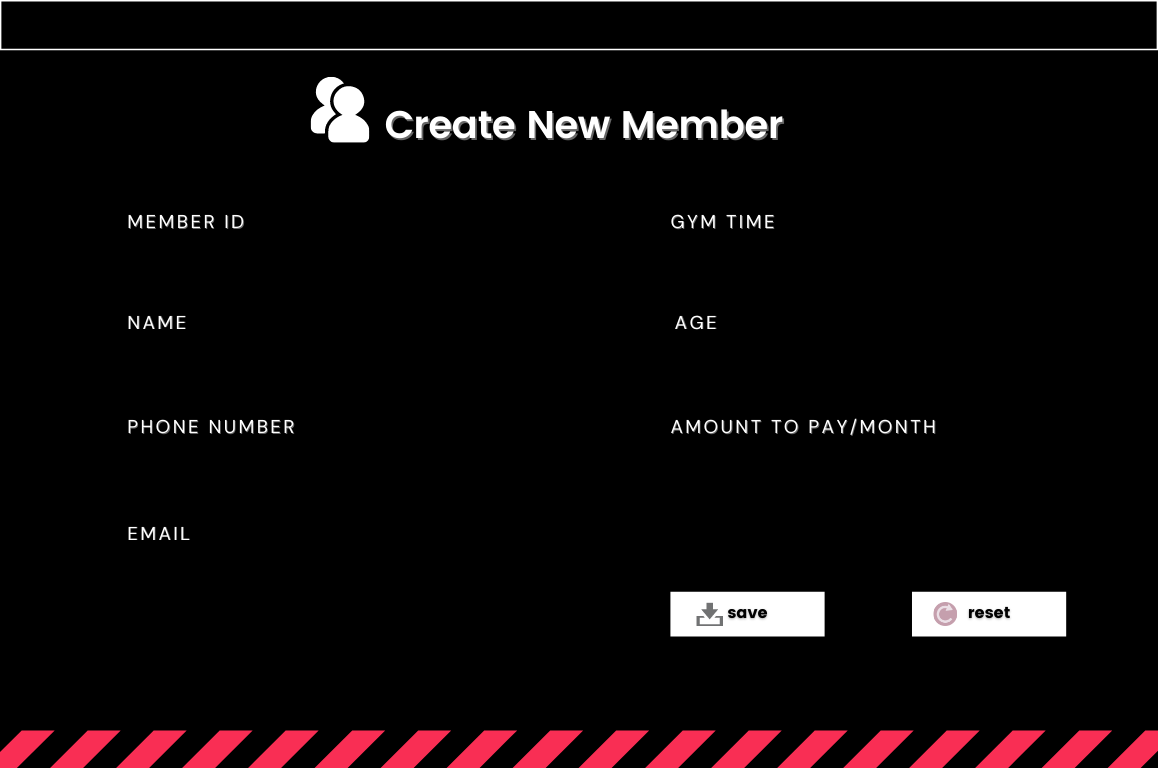 Create New Member
MEMBER ID
GYM TIME
NAME
AGE
PHONE NUMBER
AMOUNT TO PAY/MONTH
EMAIL
save
reset